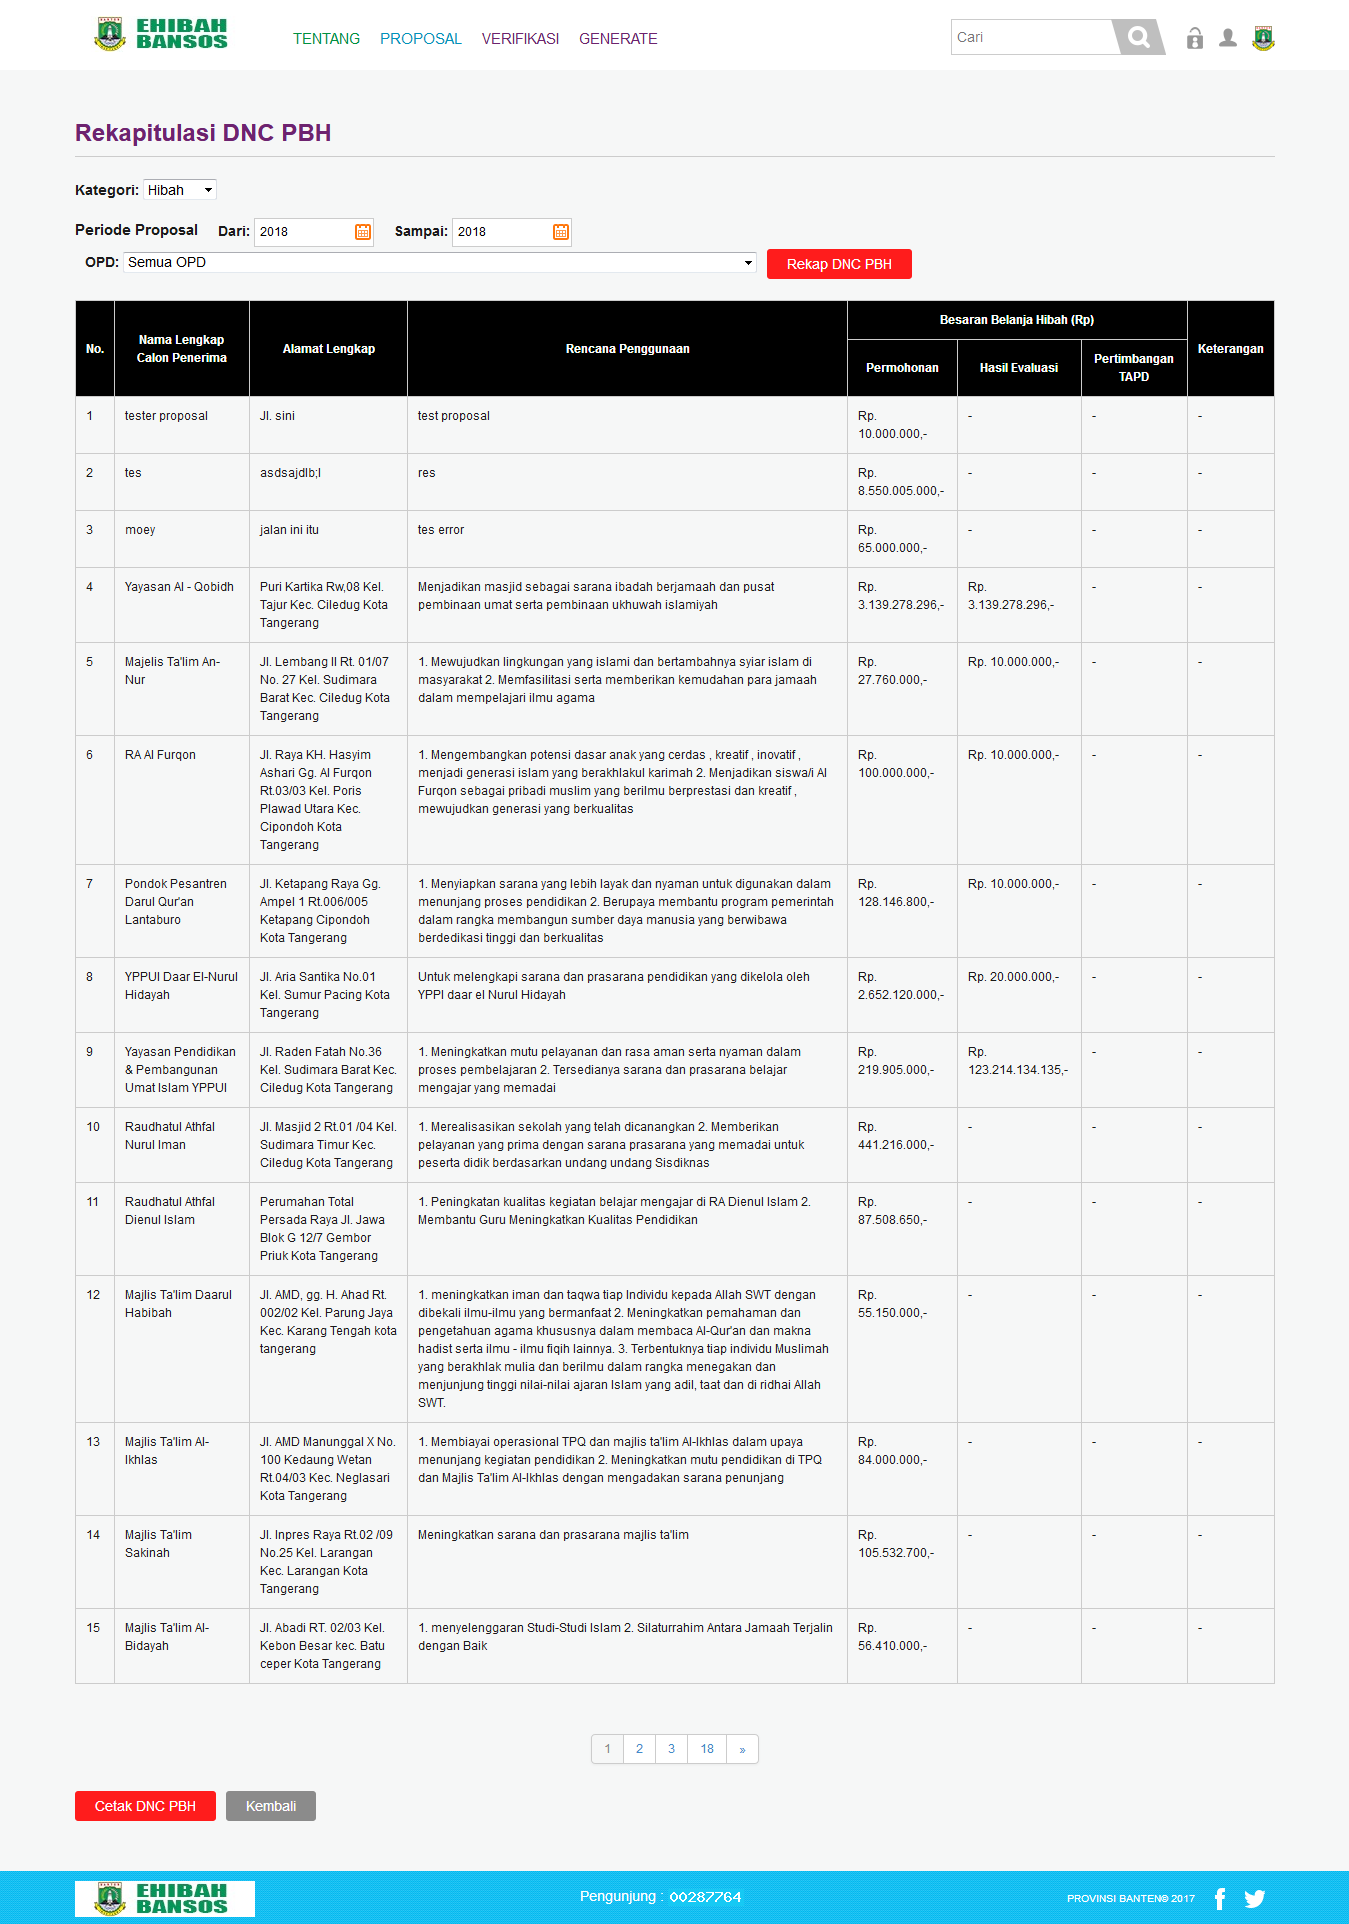 EHIBAH
BANSOS
TENTANG PROPOSAL VERIFIKASI GENERATE
Cari
Rekapitulasi DNC PBH
Kategori: Hibah
Periode Proposal Dari: 2018 Sampai: 2018
OPD: Semua OPD Rekap DNC PBH
No. Nama Lengkap Calon Penerima Alamat Lengkap Rencana Penggunaan Besaran Belanja Hibah (Rp) Keterangan
Permohonan Hasil Evaluasi Pertimbangan TAPD
1 tester proposal Jl. sini test proposal Rp. - - -
10.000.000,-
2 tes asdsajdlb;l res Rp. - - -
8.550.005.000,-
3 moey jalan ini itu tes error Rp. - - -
65.000.000,-
4 Yayasan Al - Qobidh Puri Kartika Rw,08 Kel. Menjadikan masjid sebagai sarana ibadah berjamaah dan pusat Rp. Rp. - -
Tajur Kec. Ciledug Kota pembinaan umat serta pembinaan ukhuwah islamiyah 3.139.278.296,- 3.139.278.296,-
Tangerang
5 Majelis Ta'lim An- Jl. Lembang II Rt. 01/07 1. Mewujudkan lingkungan yang islami dan bertambahnya syiar islam di Rp. Rp. 10.000.000,- - -
Nur No. 27 Kel. Sudimara masyarakat 2. Memfasilitasi serta memberikan kemudahan para jamaah 27.760.000,-
Barat Kec. Ciledug Kota dalam mempelajari ilmu agama
Tangerang
6 RA Al Furqon Jl. Raya KH. Hasyim 1. Mengembangkan potensi dasar anak yang cerdas , kreatif , inovatif , Rp. Rp. 10.000.000,- - -
Ashari Gg. Al Furqon menjadi generasi islam yang berakhlakul karimah 2. Menjadikan siswa/i Al 100.000.000,-
Rt.03/03 Kel. Poris Furqon sebagai pribadi muslim yang berilmu berprestasi dan kreatif ,
Plawad Utara Kec. mewujudkan generasi yang berkualitas
Cipondoh Kota
Tangerang
7 Pondok Pesantren Jl. Ketapang Raya Gg. 1. Menyiapkan sarana yang lebih layak dan nyaman untuk digunakan dalam Rp. Rp. 10.000.000,- - -
Darul Qur'an Ampel 1 Rt.006/005 menunjang proses pendidikan 2. Berupaya membantu program pemerintah 128.146.800,-
Lantaburo Ketapang Cipondoh dalam rangka membangun sumber daya manusia yang berwibawa
Kota Tangerang berdedikasi tinggi dan berkualitas
8 YPPUI Daar El-Nurul Jl. Aria Santika No.01 Untuk melengkapi sarana dan prasarana pendidikan yang dikelola oleh Rp. Rp. 20.000.000,- - -
Hidayah Kel. Sumur Pacing Kota YPPI daar el Nurul Hidayah 2.652.120.000,-
Tangerang
9 Yayasan Pendidikan Jl. Raden Fatah No.36 1. Meningkatkan mutu pelayanan dan rasa aman serta nyaman dalam Rp. Rp. - -
& Pembangunan Kel. Sudimara Barat Kec. proses pembelajaran 2. Tersedianya sarana dan prasarana belajar 219.905.000,- 123.214.134.135,-
Umat Islam YPPUI Ciledug Kota Tangerang mengajar yang memadai
10 Raudhatul Athfal Jl. Masjid 2 Rt.01 /04 Kel. 1. Merealisasikan sekolah yang telah dicanangkan 2. Memberikan Rp. - - -
Nurul Iman Sudimara Timur Kec. pelayanan yang prima dengan sarana prasarana yang memadai untuk 441.216.000,-
Ciledug Kota Tangerang peserta didik berdasarkan undang undang Sisdiknas
11 Raudhatul Athfal Perumahan Total 1. Peningkatan kualitas kegiatan belajar mengajar di RA Dienul Islam 2. Rp. - - -
Dienul Islam Persada Raya Jl. Jawa Membantu Guru Meningkatkan Kualitas Pendidikan 87.508.650,-
Blok G 12/7 Gembor
Priuk Kota Tangerang
12 Majlis Ta'lim Daarul Jl. AMD, gg. H. Ahad Rt. 1. meningkatkan iman dan taqwa tiap Individu kepada Allah SWT dengan Rp. - - -
Habibah 002/02 Kel. Parung Jaya dibekali ilmu-ilmu yang bermanfaat 2. Meningkatkan pemahaman dan 55.150.000,-
Kec. Karang Tengah kota pengetahuan agama khususnya dalam membaca Al-Qur'an dan makna
tangerang hadist serta ilmu - ilmu fiqih lainnya. 3. Terbentuknya tiap individu Muslimah
yang berakhlak mulia dan berilmu dalam rangka menegakan dan
menjunjung tinggi nilai-nilai ajaran Islam yang adil, taat dan di ridhai Allah
SWT.
13 Majlis Ta'lim Al- Jl. AMD Manunggal X No. 1. Membiayai operasional TPQ dan majlis ta'lim Al-Ikhlas dalam upaya Rp. - - -
Ikhlas 100 Kedaung Wetan menunjang kegiatan pendidikan 2. Meningkatkan mutu pendidikan di TPQ 84.000.000,-
Rt.04/03 Kec. Neglasari dan Majlis Ta'lim Al-Ikhlas dengan mengadakan sarana penunjang
Kota Tangerang
14 Majlis Ta'lim Jl. Inpres Raya Rt.02 /09 Meningkatkan sarana dan prasarana majlis ta'lim Rp. - - -
Sakinah No.25 Kel. Larangan 105.532.700,-
Kec. Larangan Kota
Tangerang
15 Majlis Ta'lim Al- Jl. Abadi RT. 02/03 Kel. 1. menyelenggaran Studi-Studi Islam 2. Silaturrahim Antara Jamaah Terjalin Rp. - - -
Bidayah Kebon Besar kec. Batu dengan Baik 56.410.000,-
ceper Kota Tangerang
1 2 3 18 »
Cetak DNC PBH Kembali
EHIBAH
BANSOS
Pengunjung : 00287764
PROVINSI BANTEN© 2017